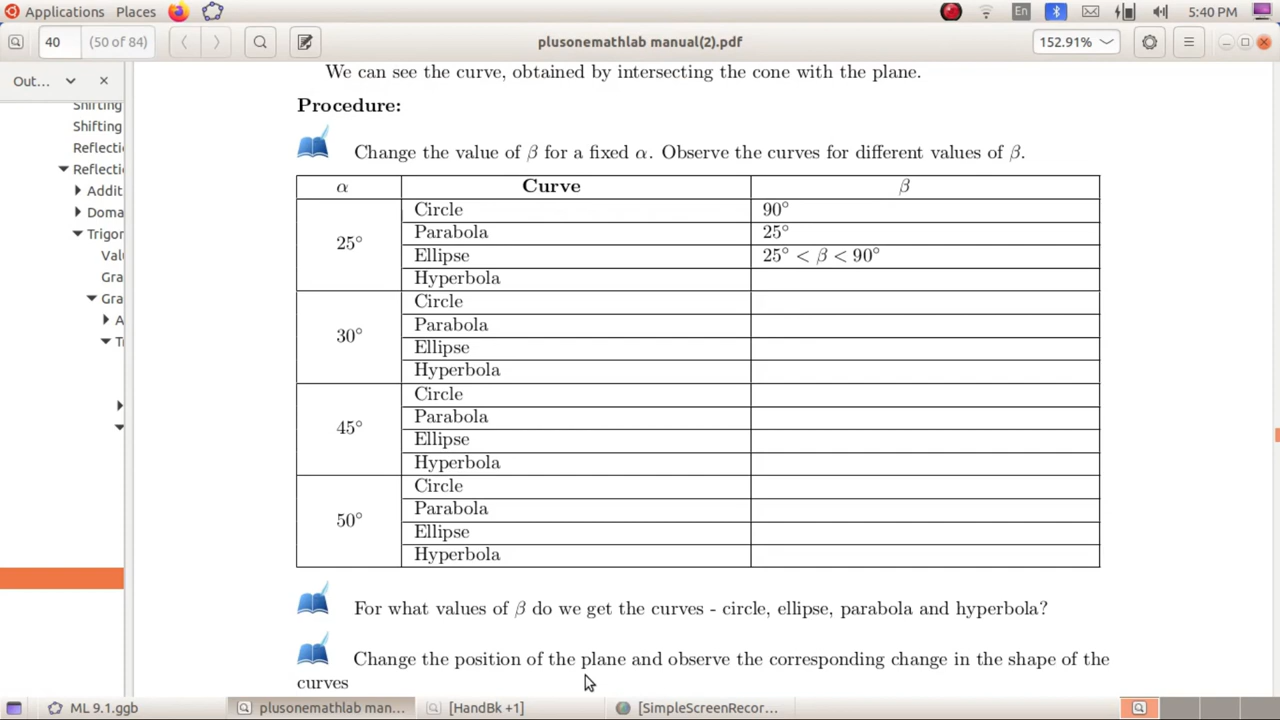 Applications Places En 5:40 PM
40 (50 of 84) plusonemathlab manual(2).pdf 152.91%
Out...
We can see the curve, obtained by intersecting the cone with the plane.
Shifting
Procedure:
Shifting
Reflecti
Change the value of β for a fixed α. Observe the curves for different values of β.
Reflectio
α Curve β
Addit
Circle 90°
Doma
Parabola 25°
Trigor
25°
Ellipse 25° < β < 90°
Valu
Hyperbola
Gra
Circle
Gra
Parabola
A
30°
Ellipse
Tr
Hyperbola
Circle
Parabola
45°
Ellipse
Hyperbola
Circle
Parabola
50°
Ellipse
Hyperbola
For what values of β do we get the curves - circle, ellipse, parabola and hyperbola?
Change the position of the plane and observe the corresponding change in the shape of the
curves
ML 9.1.ggb plusonemathlab man... [HandBk +1] [SimpleScreenRecor...